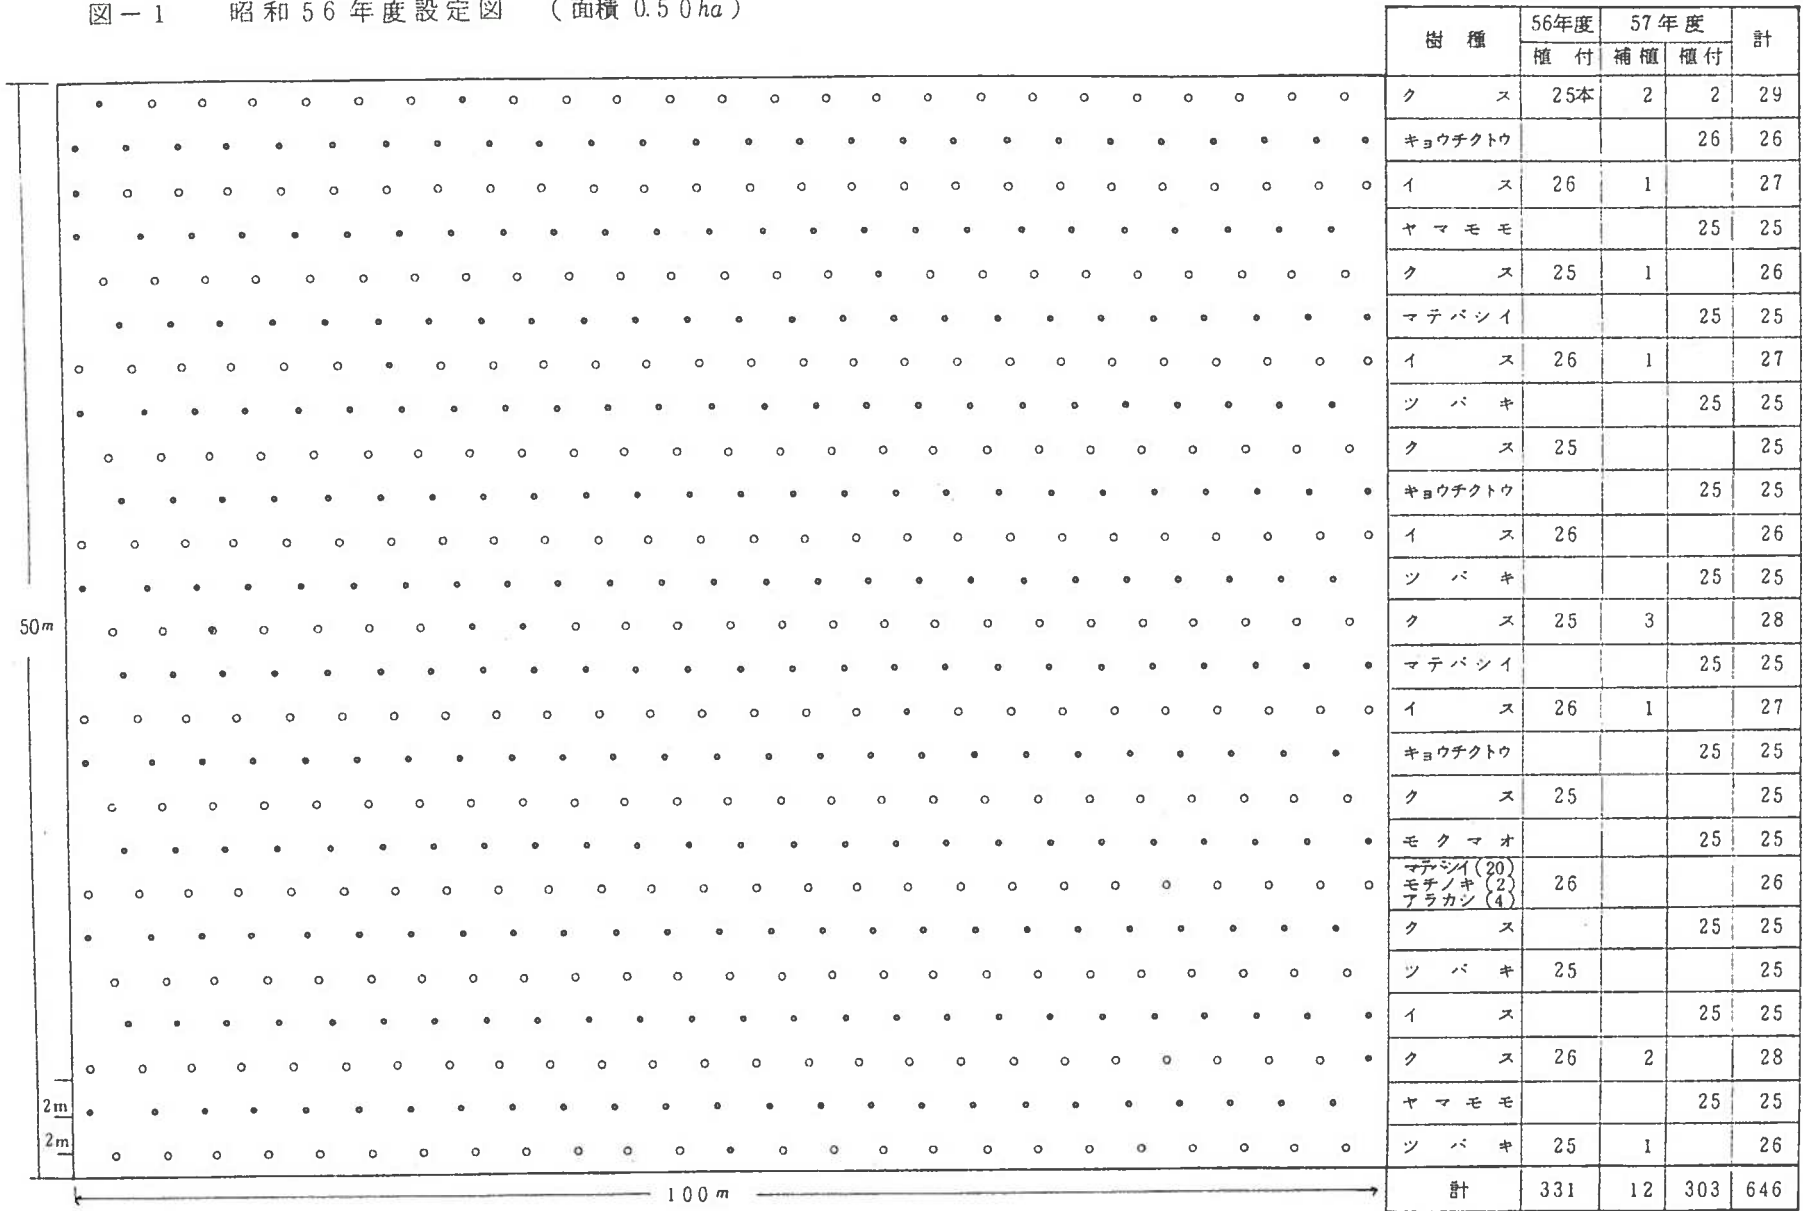 図－1 昭和56年度設定図 （面積 0.50ha）
樹種 56年度 57年度 計
植付 補植 植付
クス 25本 2 2 29
キョウチクトウ 26 26
イス 26 1 27
ヤマモモ 25 25
クス 25 1 26
マテバシイ 25 25
イス 26 1 27
ツバキ 25 25
クス 25 25
キョウチクトウ 25 25
イス 26 26
ツバキ 25 25
クス 25 3 28
マテバシイ 25 25
イス 26 1 27
キョウチクトウ 25 25
クス 25 25
モクマオ 25 25
マテバシイ(20)
モチノキ(2) 26 26
アラカシ(4)
クス 25 25
ツバキ 25 25
イス 25 25
クス 26 2 28
ヤマモモ 25 25
ツバキ 25 1 26
計 331 12 303 646
50m
2m
2m
100m